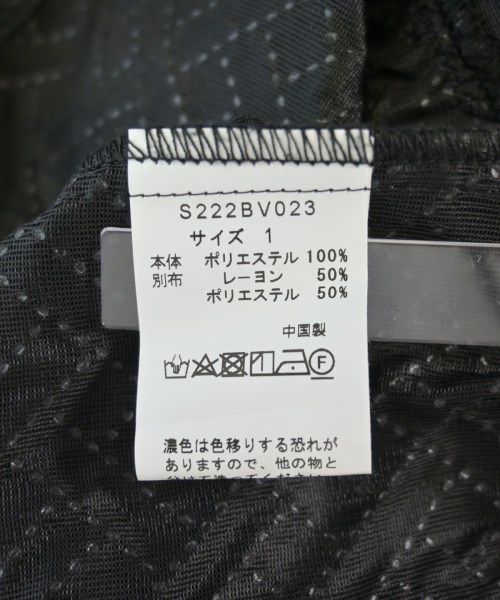 S222BV023
サイズ 1
本体 ポリエステル 100%
別布 レーヨン 50%
ポリエステル 50%
中国製
F
濃色は色移りする恐れが
ありますので、他の物と